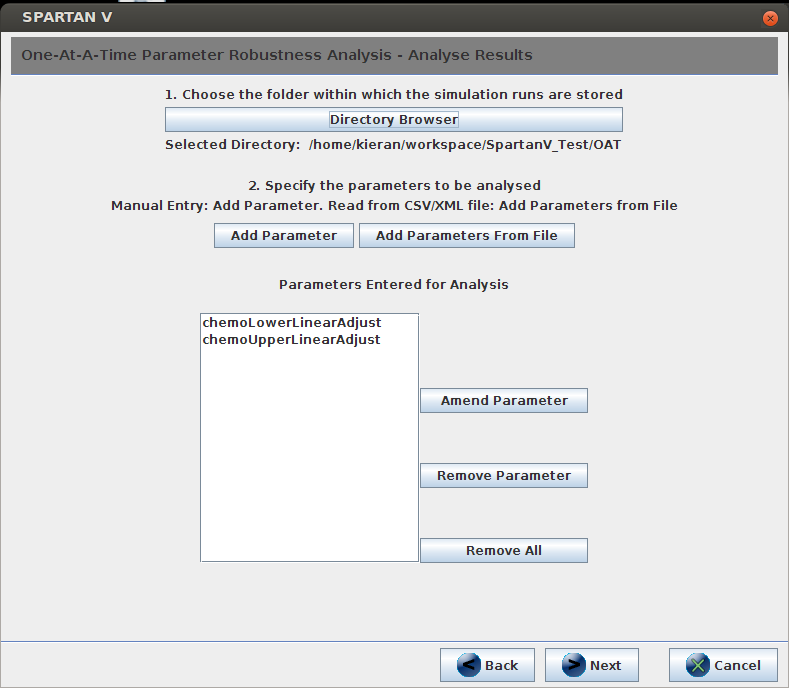 SPARTAN V
One-At-A-Time Parameter Robustness Analysis - Analyse Results
1. Choose the folder within which the simulation runs are stored
Directory Browser
Selected Directory: /home/kieran/workspace/SpartanV_Test/OAT
2. Specify the parameters to be analysed
Manual Entry: Add Parameter. Read from CSV/XML file: Add Parameters from File
Add Parameter Add Parameters From File
Parameters Entered for Analysis
chemoLowerLinearAdjust
chemoUpperLinearAdjust
Amend Parameter
Remove Parameter
Remove All
Back Next Cancel